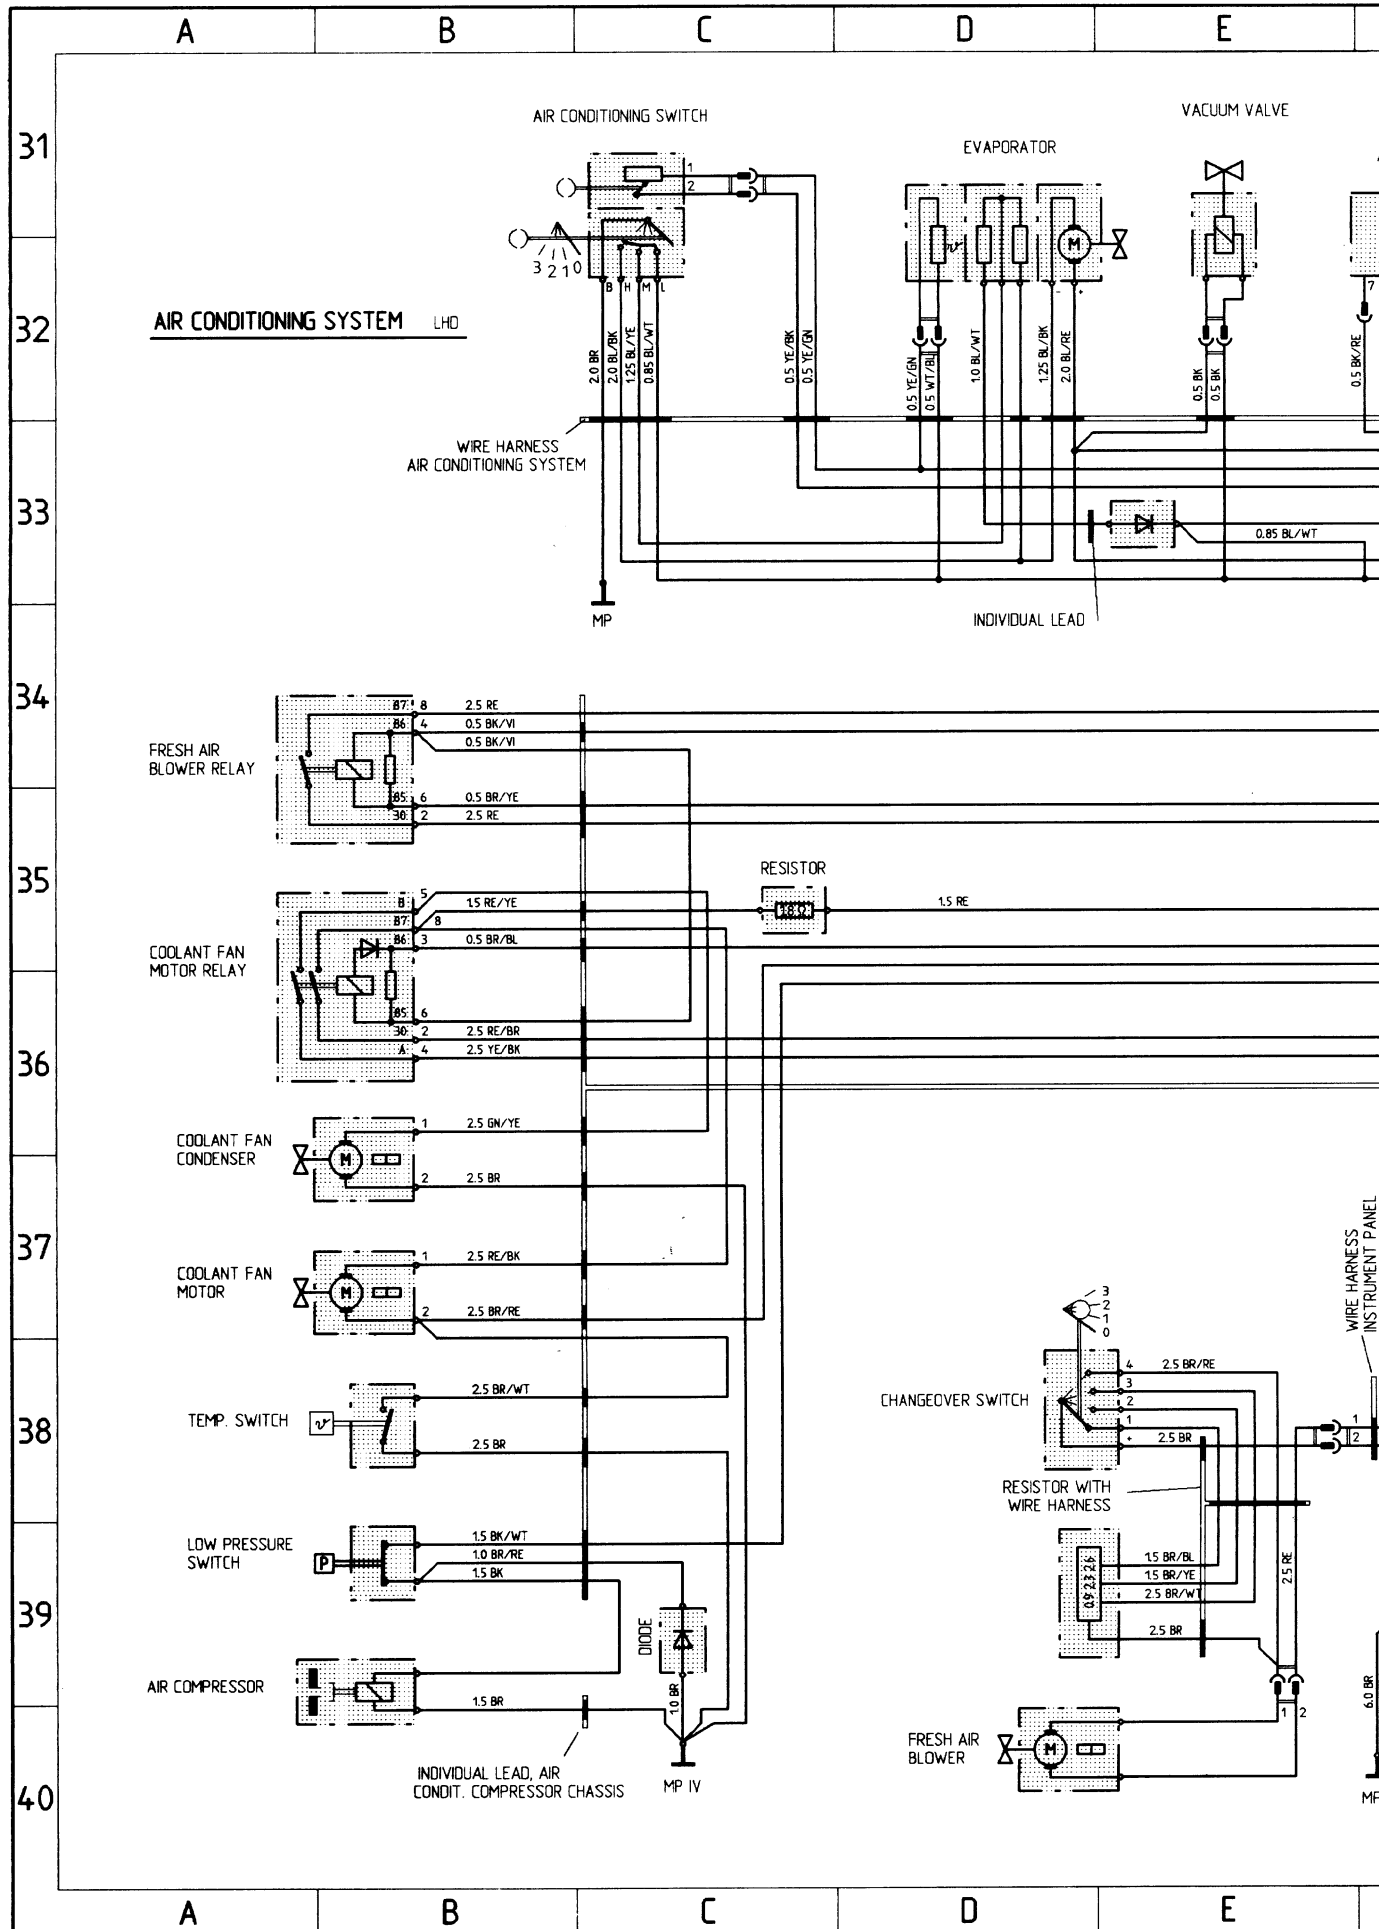 A B C D E
31
AIR CONDITIONING SWITCH
EVAPORATOR
VACUUM VALVE
1
2
3 2 1 0
B H M L
M
- +
7
32
AIR CONDITIONING SYSTEM LHD
2.0 BR
2.0 BL/BK
1.25 BL/YE
0.85 BL/WT
0.5 YE/BK
0.5 YE/GN
0.5 YE/GN
0.5 WT/BL
1.0 BL/WT
1.25 BL/BK
2.0 BL/RE
0.5 BK
0.5 BK
0.5 BK/RE
WIRE HARNESS
AIR CONDITIONING SYSTEM
33
0.85 BL/WT
MP
INDIVIDUAL LEAD
34
FRESH AIR
BLOWER RELAY
87 8 2.5 RE
86 4 0.5 BK/VI
0.5 BK/VI
85 6 0.5 BR/YE
30 2 2.5 RE
35
RESISTOR
1.8 Ω
1.5 RE
COOLANT FAN
MOTOR RELAY
B 5
1.5 RE/YE
87 8
86 3 0.5 BR/BL
85 6
30 2 2.5 RE/BR
A 4 2.5 YE/BK
36
COOLANT FAN
CONDENSER
M
1 2.5 GN/YE
2 2.5 BR
37
COOLANT FAN
MOTOR
M
1 2.5 RE/BK
2 2.5 BR/RE
WIRE HARNESS
INSTRUMENT PANEL
3
2
1
0
CHANGEOVER SWITCH
4 2.5 BR/RE
3
2
1
+ 2.5 BR
1
2
38
TEMP. SWITCH
2.5 BR/WT
2.5 BR
RESISTOR WITH
WIRE HARNESS
LOW PRESSURE
SWITCH
P
1.5 BK/WT
1.0 BR/RE
1.5 BK
0.9 2.3 2.6
1.5 BR/BL
1.5 BR/YE
2.5 BR/WT
2.5 BR
2.5 RE
39
DIODE
AIR COMPRESSOR
1.5 BR
1.0 BR
1 2
6.0 BR
FRESH AIR
BLOWER
M
INDIVIDUAL LEAD, AIR
CONDIT. COMPRESSOR CHASSIS
MP IV
MP
40
A B C D E